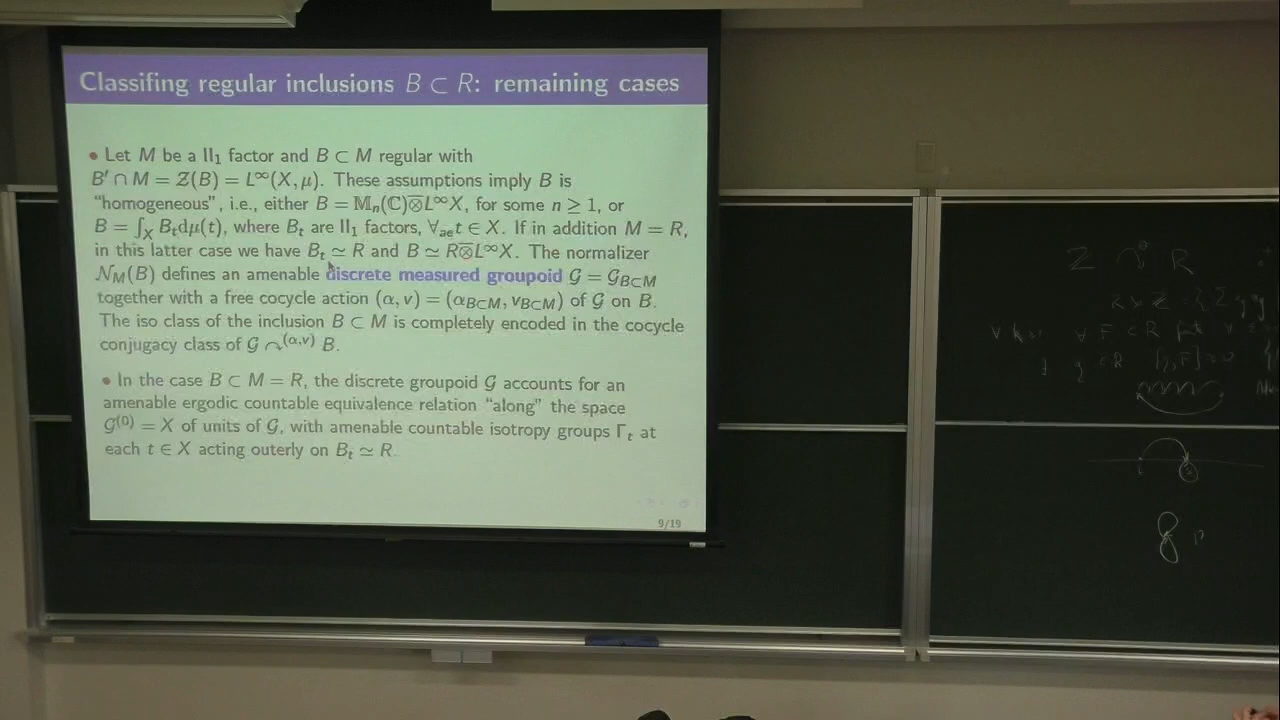 Classifing regular inclusions B ⊂ R: remaining cases
• Let M be a II₁ factor and B ⊂ M regular with
B′ ∩ M = Z(B) = L∞(X, μ). These assumptions imply B is
“homogeneous”, i.e., either B = 𝕄ₙ(ℂ)⊗̅L∞X, for some n ≥ 1, or
B = ∫_X B_t dμ(t), where B_t are II₁ factors, ∀_ae t ∈ X. If in addition M = R,
in this latter case we have B_t ≃ R and B ≃ R⊗̅L∞X. The normalizer
N_M(B) defines an amenable discrete measured groupoid G = G_{B⊂M}
together with a free cocycle action (α, v) = (α_{B⊂M}, v_{B⊂M}) of G on B.
The iso class of the inclusion B ⊂ M is completely encoded in the cocycle
conjugacy class of G ↷^{(α,v)} B.
• In the case B ⊂ M = R, the discrete groupoid G accounts for an
amenable ergodic countable equivalence relation “along” the space
G^{(0)} = X of units of G, with amenable countable isotropy groups Γ_t at
each t ∈ X acting outerly on B_t ≃ R.
9/19
Z ↷ R